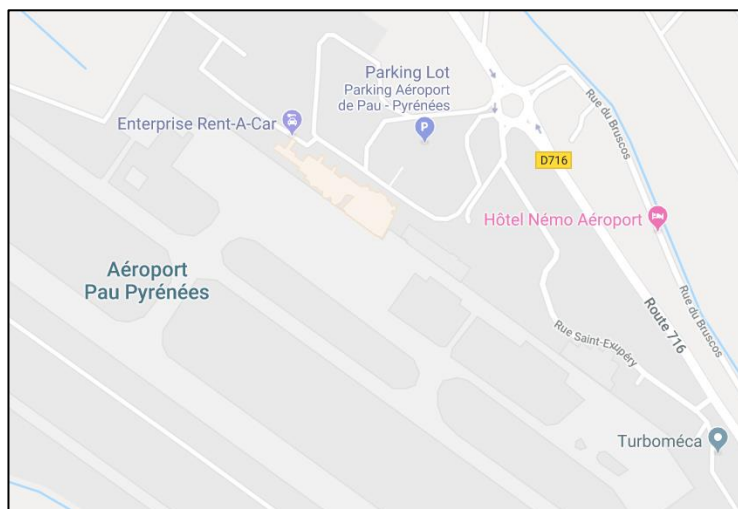 Parking Lot
Parking Aéroport
de Pau - Pyrénées
Enterprise Rent-A-Car
P
Rue du Bruscos
D716
Hôtel Némo Aéroport
Aéroport
Pau Pyrénées
Rue du Bruscos
Route 716
Rue Saint-Exupéry
Turboméca